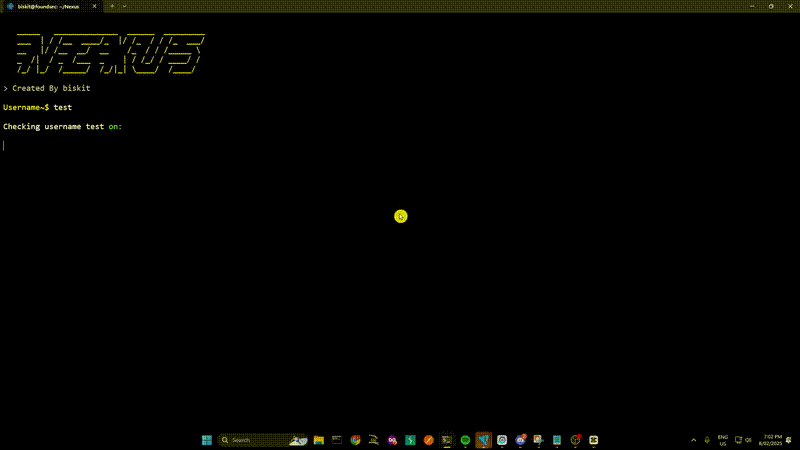 biskit@foundsec: ~/Nexus
NEXUS
> Created By biskit
Username~$ test
Checking username test on:
Search
ENG
US
7:02 PM
8/02/2025